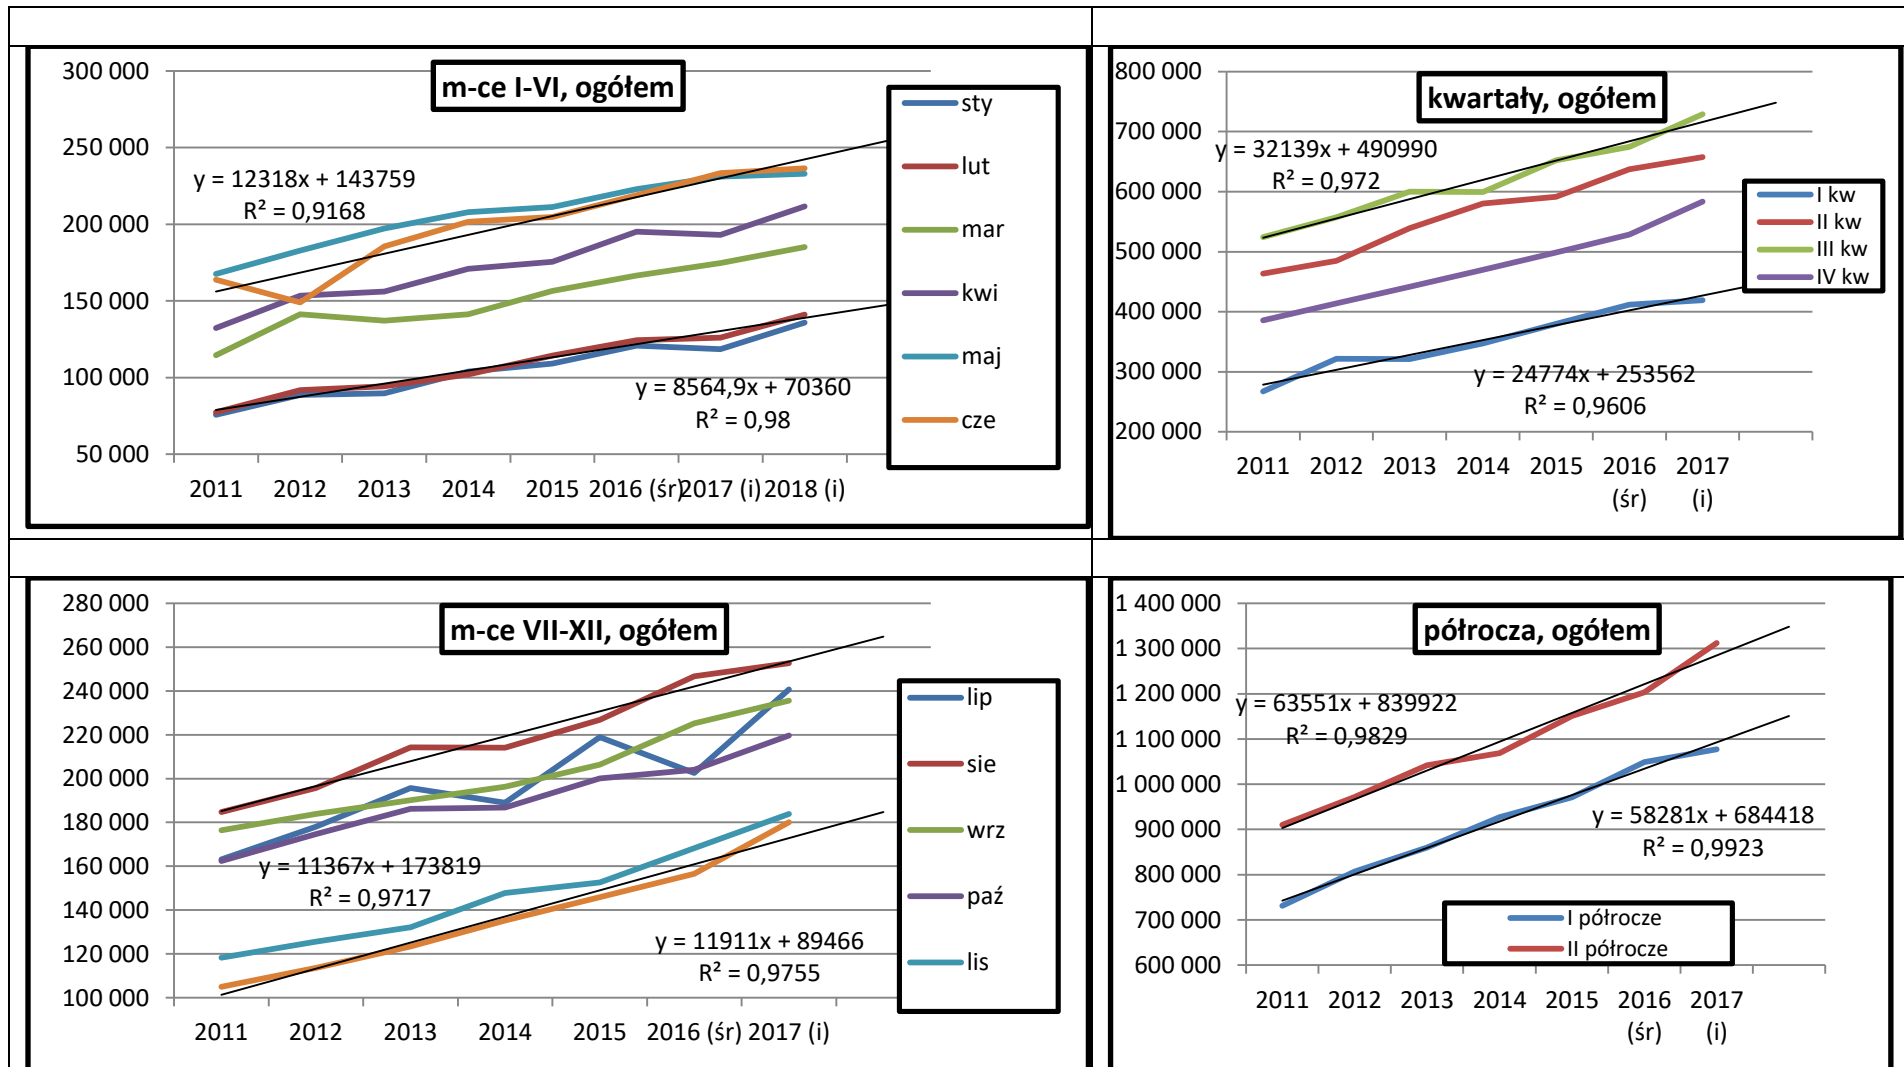 m-ce I-VI, ogółem
300 000
250 000
200 000
150 000
100 000
50 000
y = 12318x + 143759
R² = 0,9168
y = 8564,9x + 70360
R² = 0,98
sty
lut
mar
kwi
maj
cze
2011 2012 2013 2014 2015 2016 (śr) 2017 (i) 2018 (i)
kwartały, ogółem
800 000
700 000
600 000
500 000
400 000
300 000
200 000
y = 32139x + 490990
R² = 0,972
y = 24774x + 253562
R² = 0,9606
I kw
II kw
III kw
IV kw
2011 2012 2013 2014 2015 2016 2017
(śr) (i)
m-ce VII-XII, ogółem
280 000
260 000
240 000
220 000
200 000
180 000
160 000
140 000
120 000
100 000
y = 11367x + 173819
R² = 0,9717
y = 11911x + 89466
R² = 0,9755
lip
sie
wrz
paź
lis
2011 2012 2013 2014 2015 2016 (śr) 2017 (i)
półrocza, ogółem
1 400 000
1 300 000
1 200 000
1 100 000
1 000 000
900 000
800 000
700 000
600 000
y = 63551x + 839922
R² = 0,9829
y = 58281x + 684418
R² = 0,9923
I półrocze
II półrocze
2011 2012 2013 2014 2015 2016 2017
(śr) (i)